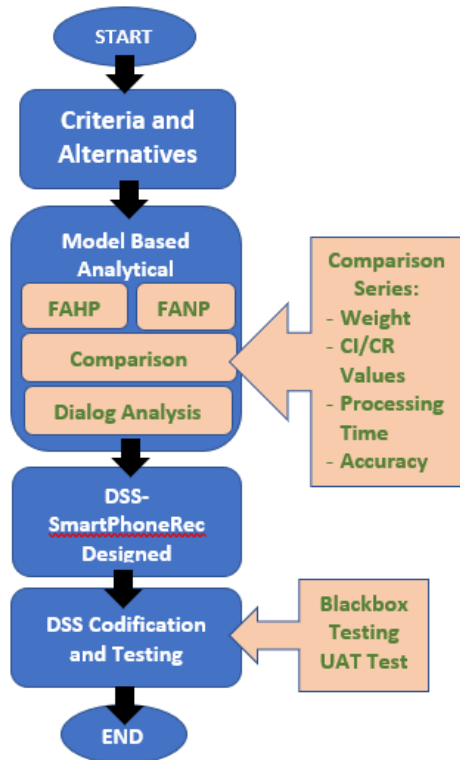 START
Criteria and
Alternatives
Model Based
Analytical
FAHP
FANP
Comparison
Dialog Analysis
Comparison
Series:
- Weight
- CI/CR
Values
- Processing
Time
- Accuracy
DSS-
SmartPhoneRec
Designed
DSS Codification
and Testing
Blackbox
Testing
UAT Test
END